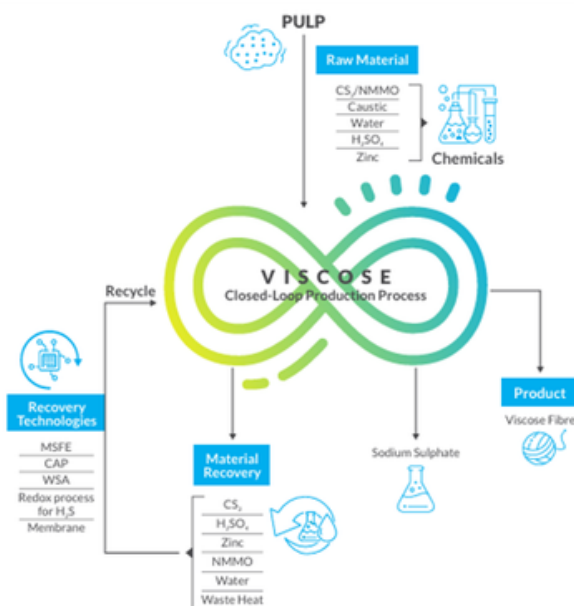 PULP
Raw Material
CS₂/NMMO
Caustic
Water
H₂SO₄
Zinc
Chemicals
VISCOSE
Closed-Loop Production Process
Recycle
Recovery
Technologies
MSFE
CAP
WSA
Redox process
for H₂S
Membrane
Material
Recovery
CS₂
H₂SO₄
Zinc
NMMO
Water
Waste Heat
Sodium Sulphate
Product
Viscose Fibre